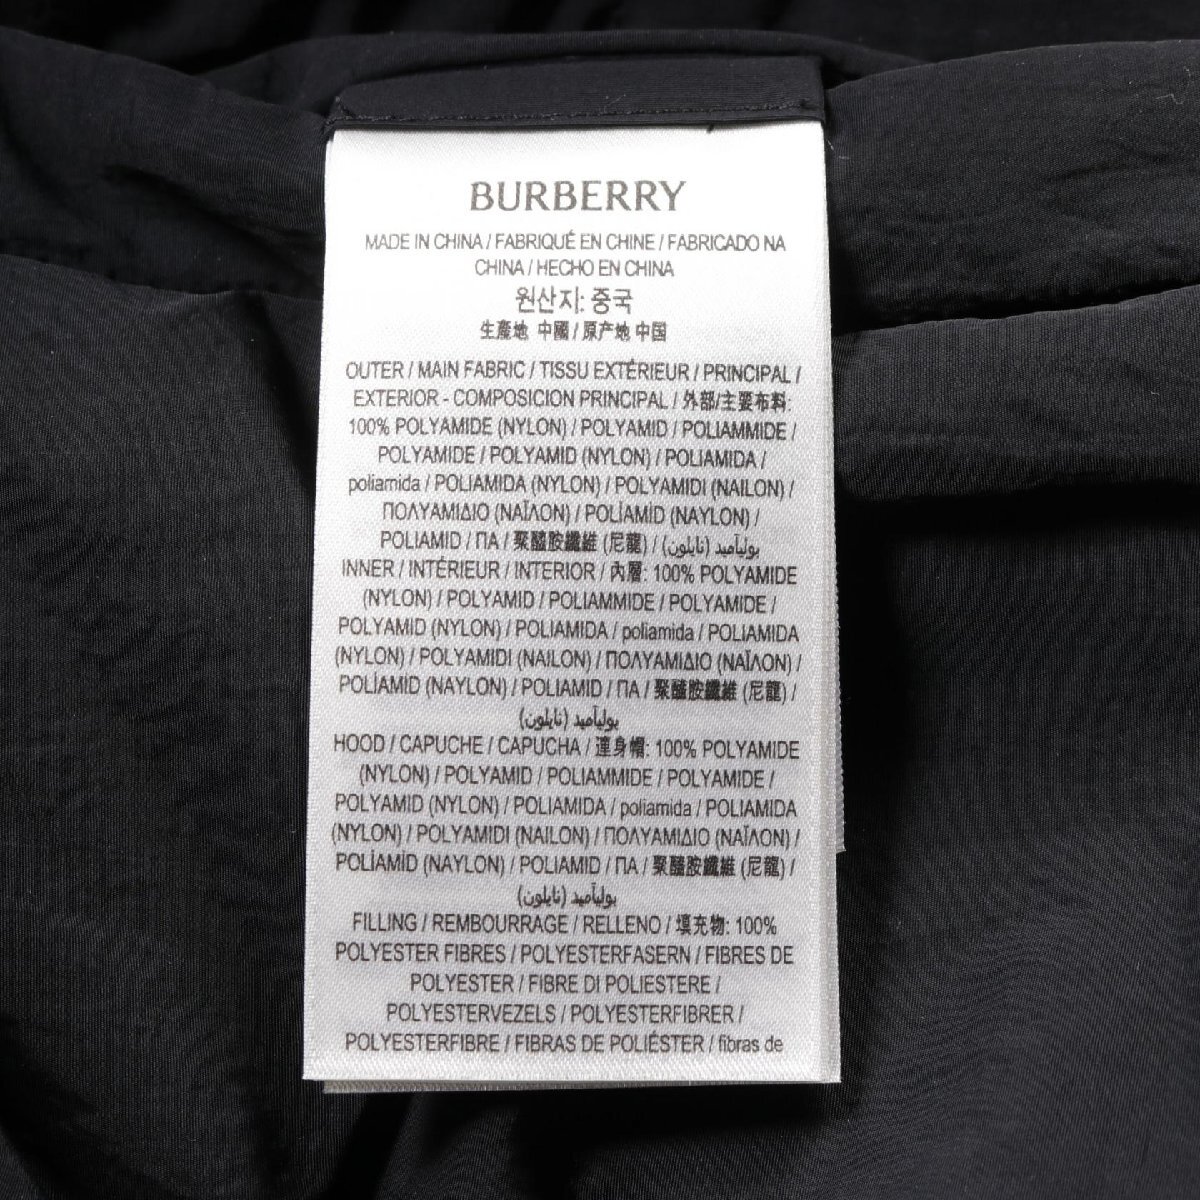 BURBERRY
MADE IN CHINA / FABRIQUÉ EN CHINE / FABRICADO NA
CHINA / HECHO EN CHINA
원산지: 중국
生產地 中國 / 原产地 中国
OUTER / MAIN FABRIC / TISSU EXTÉRIEUR / PRINCIPAL /
EXTERIOR - COMPOSICION PRINCIPAL / 外部/主要布料:
100% POLYAMIDE (NYLON) / POLYAMID / POLIAMMIDE /
POLYAMIDE / POLYAMID (NYLON) / POLIAMIDA /
poliamida / POLIAMIDA (NYLON) / POLYAMIDI (NAILON) /
ΠΟΛΥΑΜΙΔΙΟ (ΝΑΪΛΟΝ) / POLİAMİD (NAYLON) /
POLIAMID / ПА / 聚醯胺纖維 (尼龍) / بولیآمید (نایلون)
INNER / INTÉRIEUR / INTERIOR / 內層: 100% POLYAMIDE
(NYLON) / POLYAMID / POLIAMMIDE / POLYAMIDE /
POLYAMID (NYLON) / POLIAMIDA / poliamida / POLIAMIDA
(NYLON) / POLYAMIDI (NAILON) / ΠΟΛΥΑΜΙΔΙΟ (ΝΑΪΛΟΝ) /
POLİAMİD (NAYLON) / POLIAMID / ПА / 聚醯胺纖維 (尼龍) /
بولیآمید (نایلون)
HOOD / CAPUCHE / CAPUCHA / 連身帽: 100% POLYAMIDE
(NYLON) / POLYAMID / POLIAMMIDE / POLYAMIDE /
POLYAMID (NYLON) / POLIAMIDA / poliamida / POLIAMIDA
(NYLON) / POLYAMIDI (NAILON) / ΠΟΛΥΑΜΙΔΙΟ (ΝΑΪΛΟΝ) /
POLİAMİD (NAYLON) / POLIAMID / ПА / 聚醯胺纖維 (尼龍) /
بولیآمید (نایلون)
FILLING / REMBOURRAGE / RELLENO / 填充物: 100%
POLYESTER FIBRES / POLYESTERFASERN / FIBRES DE
POLYESTER / FIBRE DI POLIESTERE /
POLYESTERVEZELS / POLYESTERFIBRER /
POLYESTERFIBRE / FIBRAS DE POLIÉSTER / fibras de